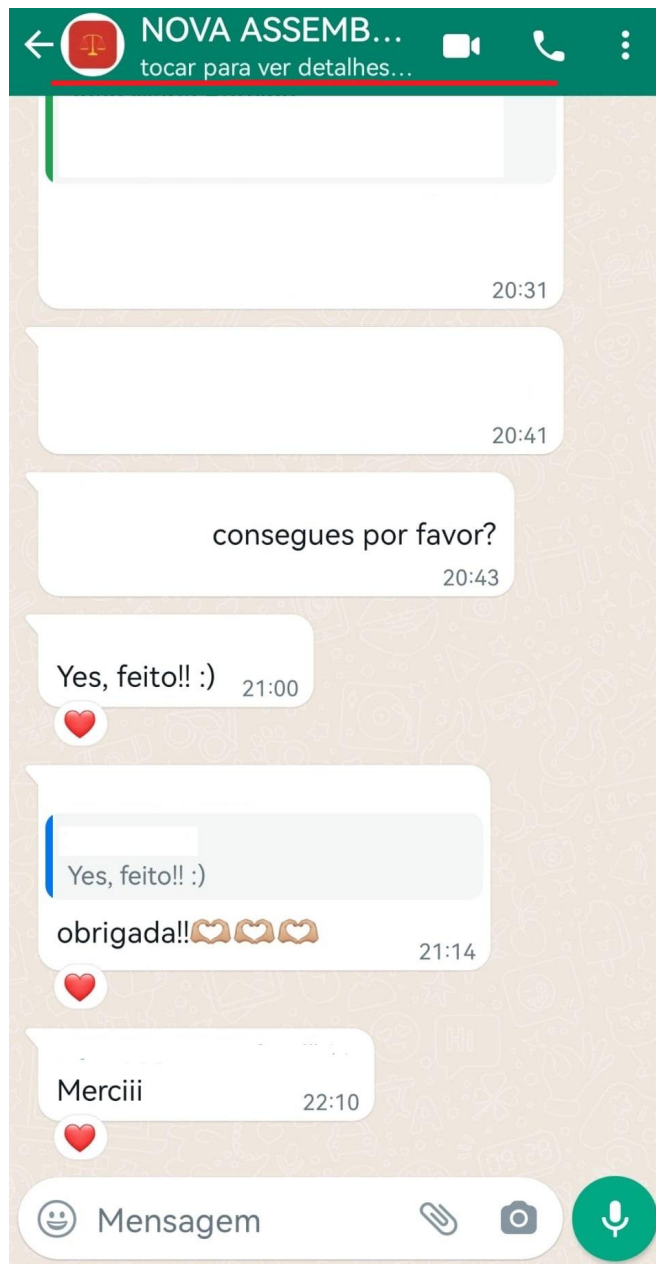 NOVA ASSEMB...
tocar para ver detalhes...
20:31
20:41
consegues por favor?
20:43
Yes, feito!! :)
21:00
Yes, feito!! :)
obrigada!!🫶🏼🫶🏼🫶🏼
21:14
Merciii
22:10
Mensagem